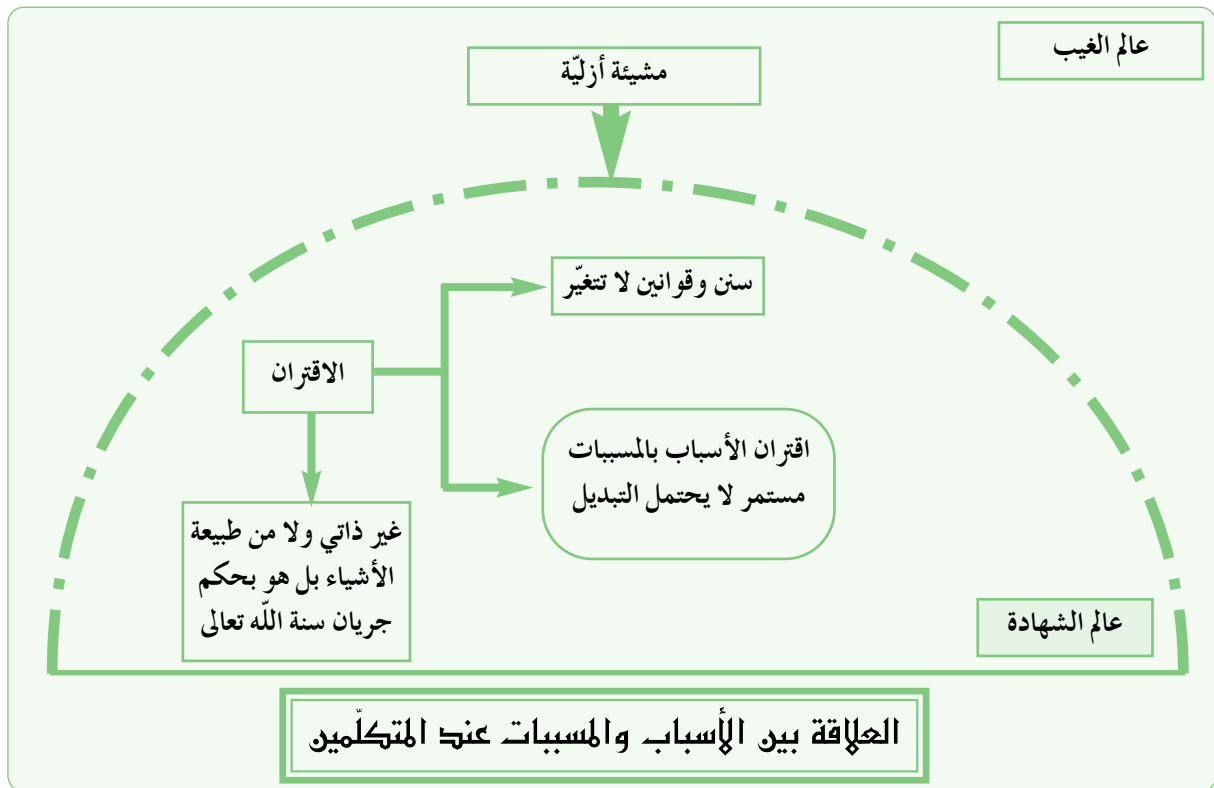 عالم الغيب
مشيئة أزليّة
سنن وقوانين لا تتغيّر
الاقتران
اقتران الأسباب بالمسببات
مستمر لا يحتمل التبديل
غير ذاتي ولا من طبيعة
الأشياء بل هو بحكم
جريان سنة اللّه تعالى
عالم الشهادة
العلاقة بين الأسباب والمسببات عند المتكلّمين